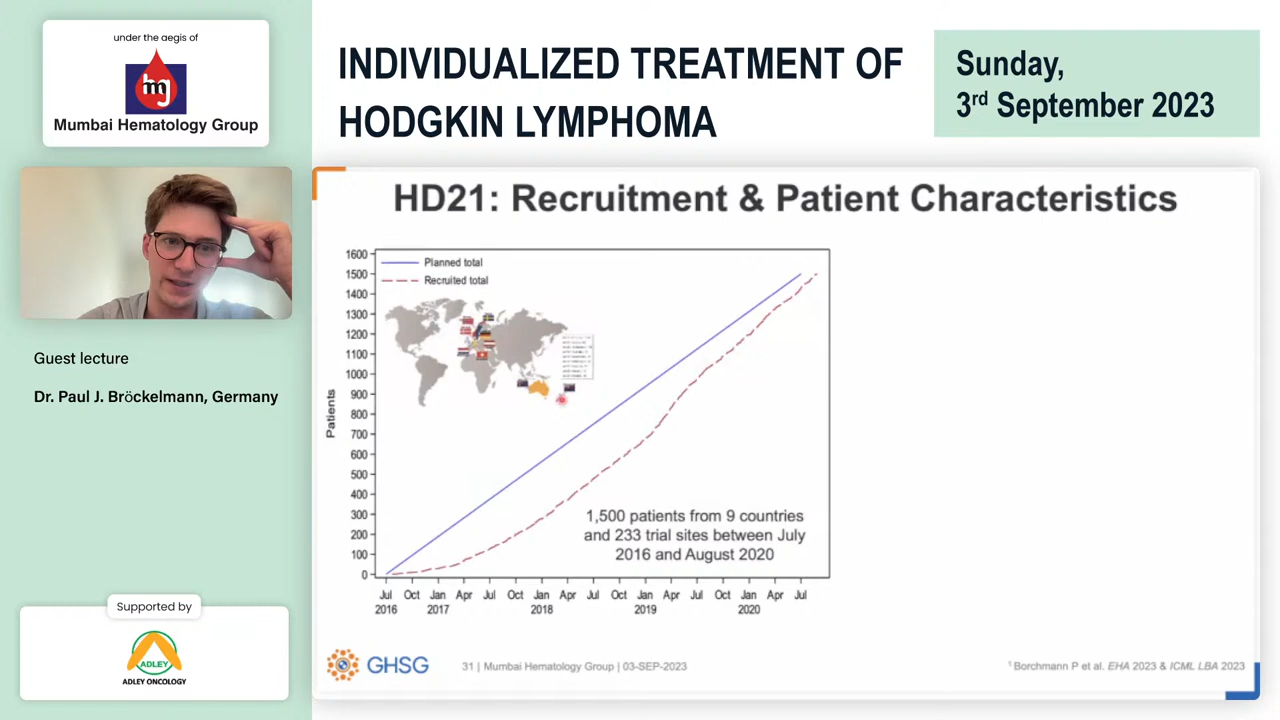 under the aegis of
hmg
Mumbai Hematology Group
INDIVIDUALIZED TREATMENT OF
HODGKIN LYMPHOMA
Sunday,
3rd September 2023
Guest lecture
Dr. Paul J. Bröckelmann, Germany
Supported by
ADLEY
ADLEY ONCOLOGY
HD21: Recruitment & Patient Characteristics
Planned total
Recruited total
Patients
1600
1500
1400
1300
1200
1100
1000
900
800
700
600
500
400
300
200
100
0
1,500 patients from 9 countries
and 233 trial sites between July
2016 and August 2020
Jul Oct Jan Apr Jul Oct Jan Apr Jul Oct Jan Apr Jul Oct Jan Apr Jul
2016 2017 2018 2019 2020
GHSG
31 | Mumbai Hematology Group | 03-SEP-2023
1 Borchmann P et al. EHA 2023 & ICML LBA 2023